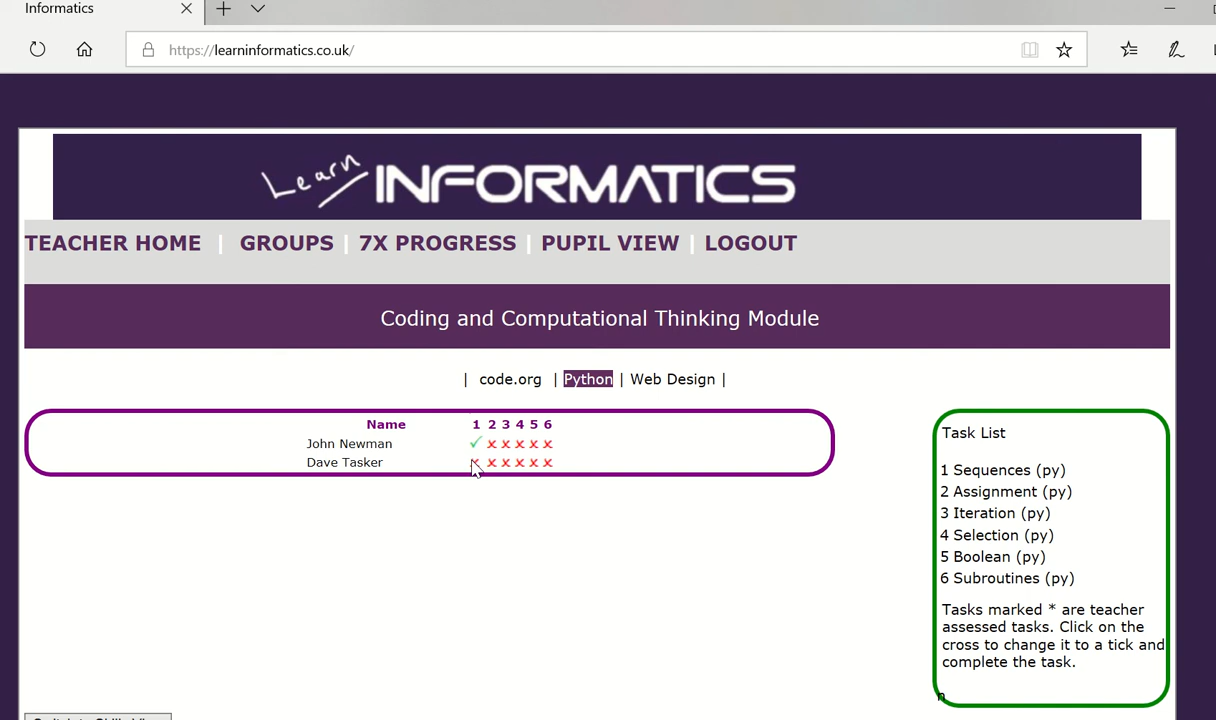 Informatics
https://learninformatics.co.uk/
Learn INFORMATICS
TEACHER HOME | GROUPS | 7X PROGRESS | PUPIL VIEW | LOGOUT
Coding and Computational Thinking Module
| code.org | Python | Web Design |
Name 1 2 3 4 5 6
John Newman ✓ x x x x x
Dave Tasker x x x x x x
Task List
1 Sequences (py)
2 Assignment (py)
3 Iteration (py)
4 Selection (py)
5 Boolean (py)
6 Subroutines (py)
Tasks marked * are teacher
assessed tasks. Click on the
cross to change it to a tick and
complete the task.
n